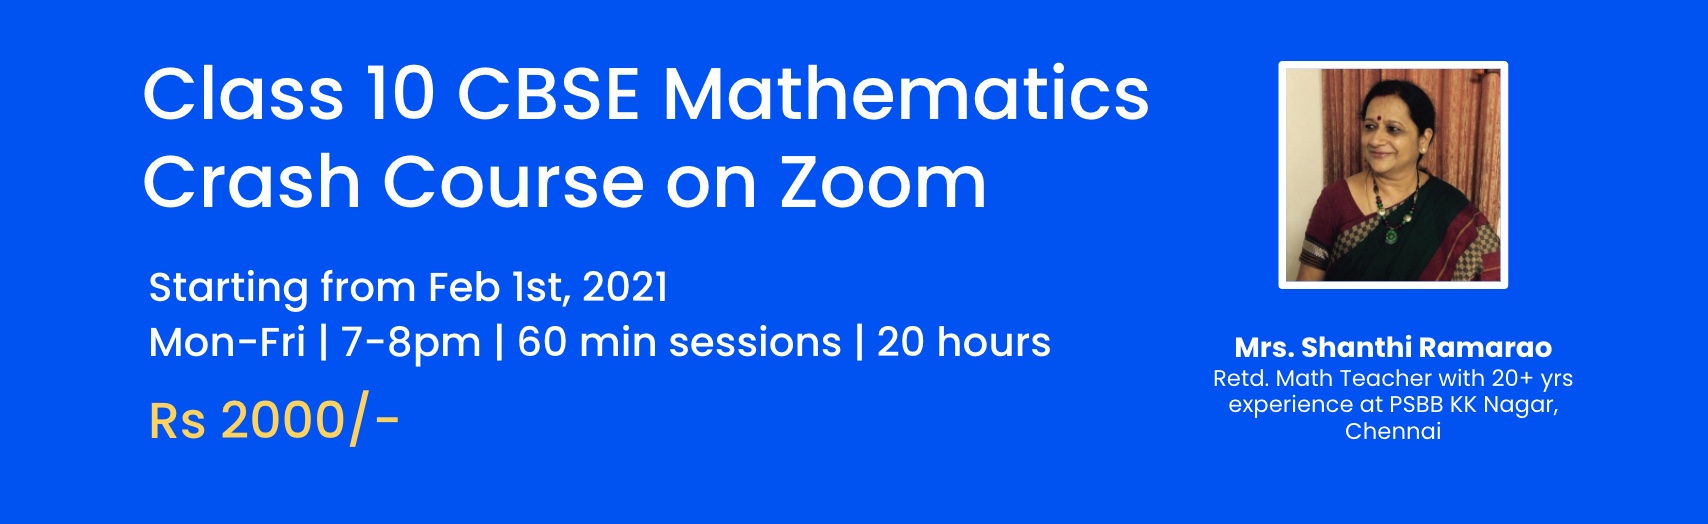 Class 10 CBSE Mathematics
Crash Course on Zoom
Starting from Feb 1st, 2021
Mon-Fri | 7-8pm | 60 min sessions | 20 hours
Rs 2000/-
Mrs. Shanthi Ramarao
Retd. Math Teacher with 20+ yrs
experience at PSBB KK Nagar,
Chennai